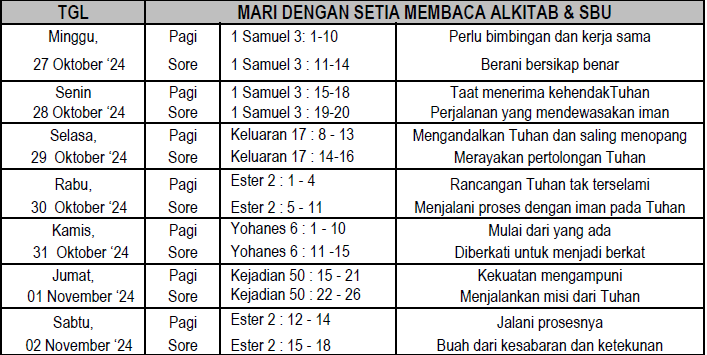 TGL MARI DENGAN SETIA MEMBACA ALKITAB & SBU
Minggu, Pagi 1 Samuel 3: 1-10 Perlu bimbingan dan kerja sama
27 Oktober ‘24 Sore 1 Samuel 3 : 11-14 Berani bersikap benar
Senin Pagi 1 Samuel 3 : 15-18 Taat menerima kehendakTuhan
28 Oktober ‘24 Sore 1 Samuel 3 : 19-20 Perjalanan yang mendewasakan iman
Selasa, Pagi Keluaran 17 : 8 - 13 Mengandalkan Tuhan dan saling menopang
29 Oktober ‘24 Sore Keluaran 17 : 14-16 Merayakan pertolongan Tuhan
Rabu, Pagi Ester 2 : 1 - 4 Rancangan Tuhan tak terselami
30 Oktober ‘24 Sore Ester 2 : 5 - 11 Menjalani proses dengan iman pada Tuhan
Kamis, Pagi Yohanes 6 : 1 - 10 Mulai dari yang ada
31 Oktober ‘24 Sore Yohanes 6 : 11 -15 Diberkati untuk menjadi berkat
Jumat, Pagi Kejadian 50 : 15 - 21 Kekuatan mengampuni
01 November ‘24 Sore Kejadian 50 : 22 - 26 Menjalankan misi dari Tuhan
Sabtu, Pagi Ester 2 : 12 - 14 Jalani prosesnya
02 November ‘24 Sore Ester 2 : 15 - 18 Buah dari kesabaran dan ketekunan